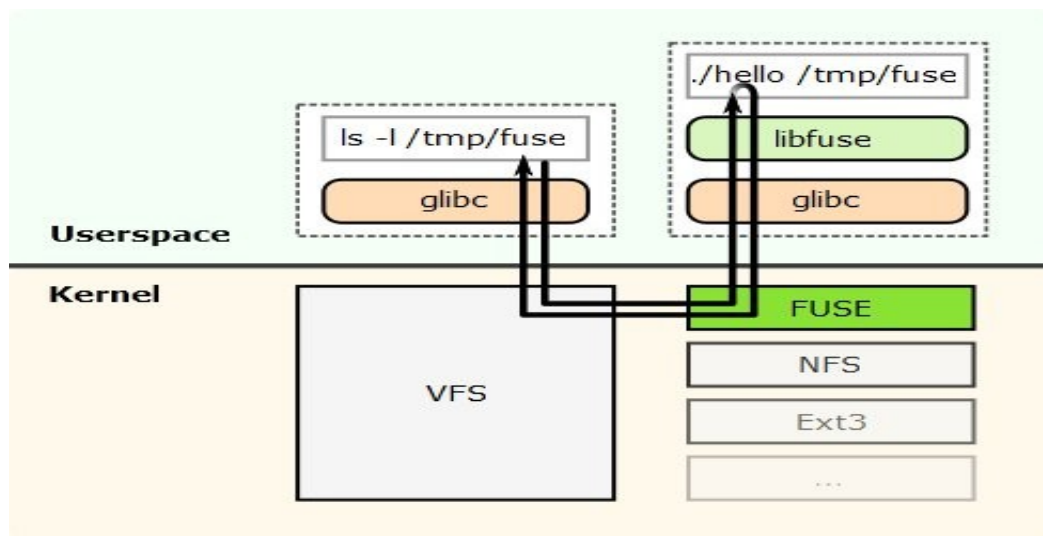 ./hello /tmp/fuse
ls -l /tmp/fuse
libfuse
glibc
glibc
Userspace
Kernel
FUSE
NFS
VFS
Ext3
...